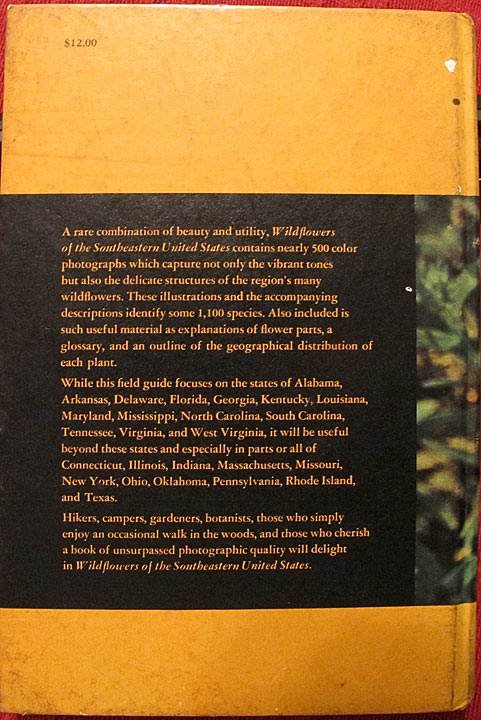 $12.00
A rare combination of beauty and utility, Wildflowers
of the Southeastern United States contains nearly 500 color
photographs which capture not only the vibrant tones
but also the delicate structures of the region's many
wildflowers. These illustrations and the accompanying
descriptions identify some 1,100 species. Also included is
such useful material as explanations of flower parts, a
glossary, and an outline of the geographical distribution of
each plant.
While this field guide focuses on the states of Alabama,
Arkansas, Delaware, Florida, Georgia, Kentucky, Louisiana,
Maryland, Mississippi, North Carolina, South Carolina,
Tennessee, Virginia, and West Virginia, it will be useful
beyond these states and especially in parts or all of
Connecticut, Illinois, Indiana, Massachusetts, Missouri,
New York, Ohio, Oklahoma, Pennsylvania, Rhode Island,
and Texas.
Hikers, campers, gardeners, botanists, those who simply
enjoy an occasional walk in the woods, and those who cherish
a book of unsurpassed photographic quality will delight
in Wildflowers of the Southeastern United States.